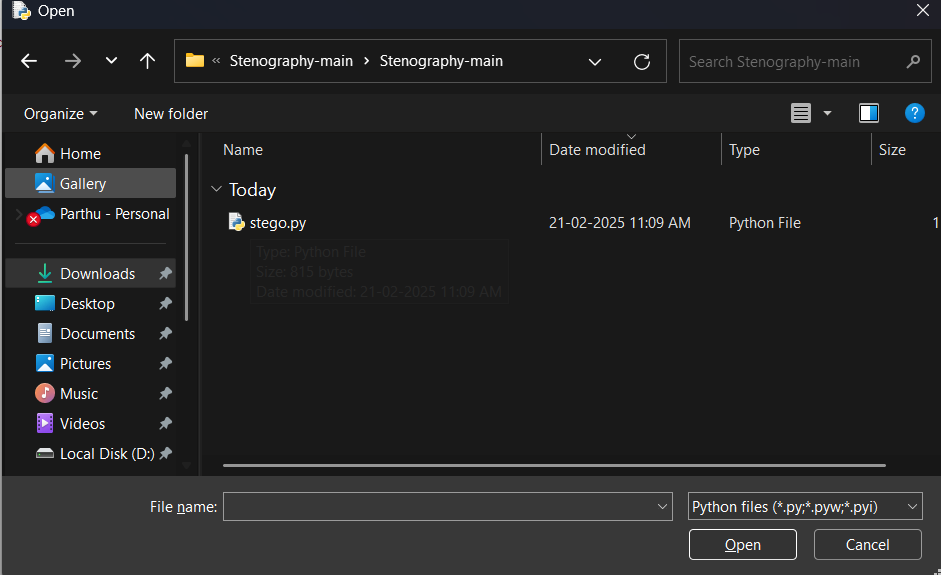 Open
« Stenography-main › Stenography-main
Search Stenography-main
Organize
New folder
Name
Date modified
Type
Size
Home
Gallery
Parthu - Personal
Downloads
Desktop
Documents
Pictures
Music
Videos
Local Disk (D:)
Today
stego.py
21-02-2025 11:09 AM
Python File
1
Type: Python File
Size: 815 bytes
Date modified: 21-02-2025 11:09 AM
File name:
Python files (*.py;*.pyw;*.pyi)
Open
Cancel